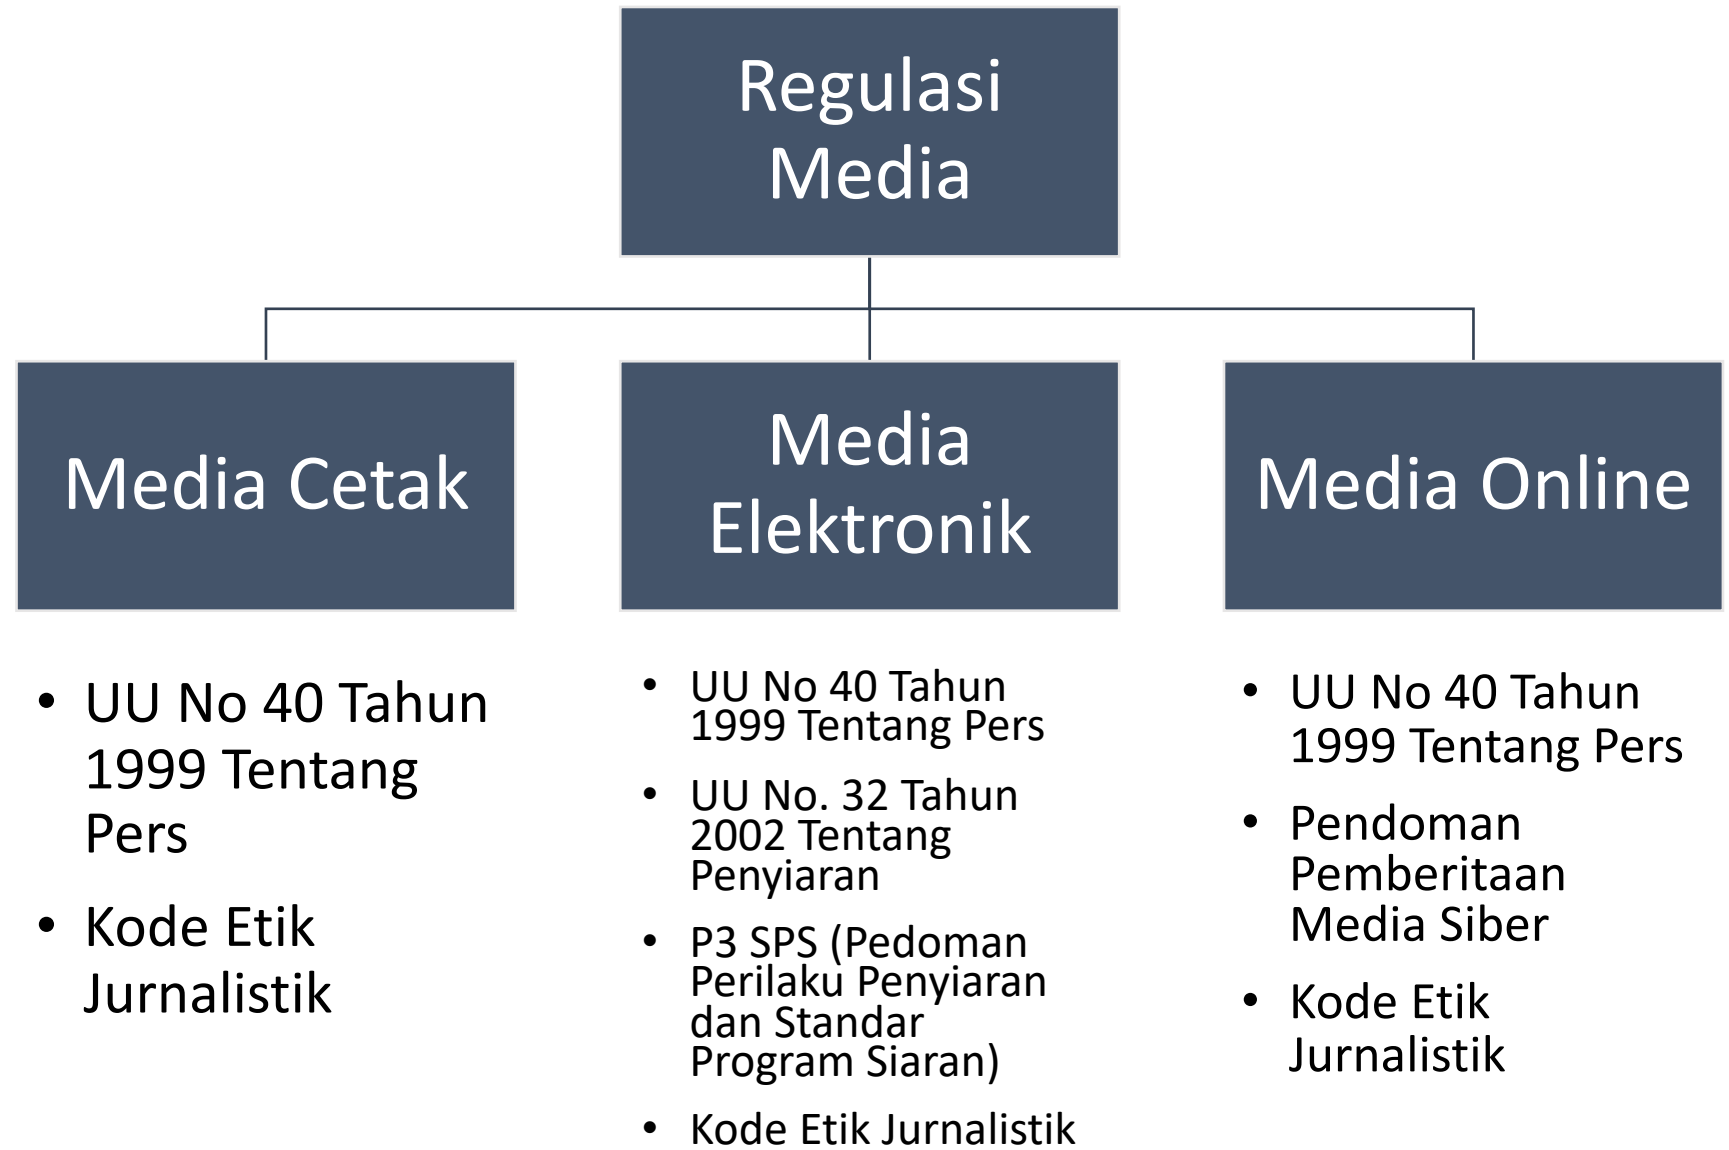 Regulasi
Media
Media Cetak
Media
Elektronik
Media Online
• UU No 40 Tahun
1999 Tentang
Pers
• Kode Etik
Jurnalistik
• UU No 40 Tahun
1999 Tentang Pers
• UU No. 32 Tahun
2002 Tentang
Penyiaran
• P3 SPS (Pedoman
Perilaku Penyiaran
dan Standar
Program Siaran)
• Kode Etik Jurnalistik
• UU No 40 Tahun
1999 Tentang Pers
• Pendoman
Pemberitaan
Media Siber
• Kode Etik
Jurnalistik